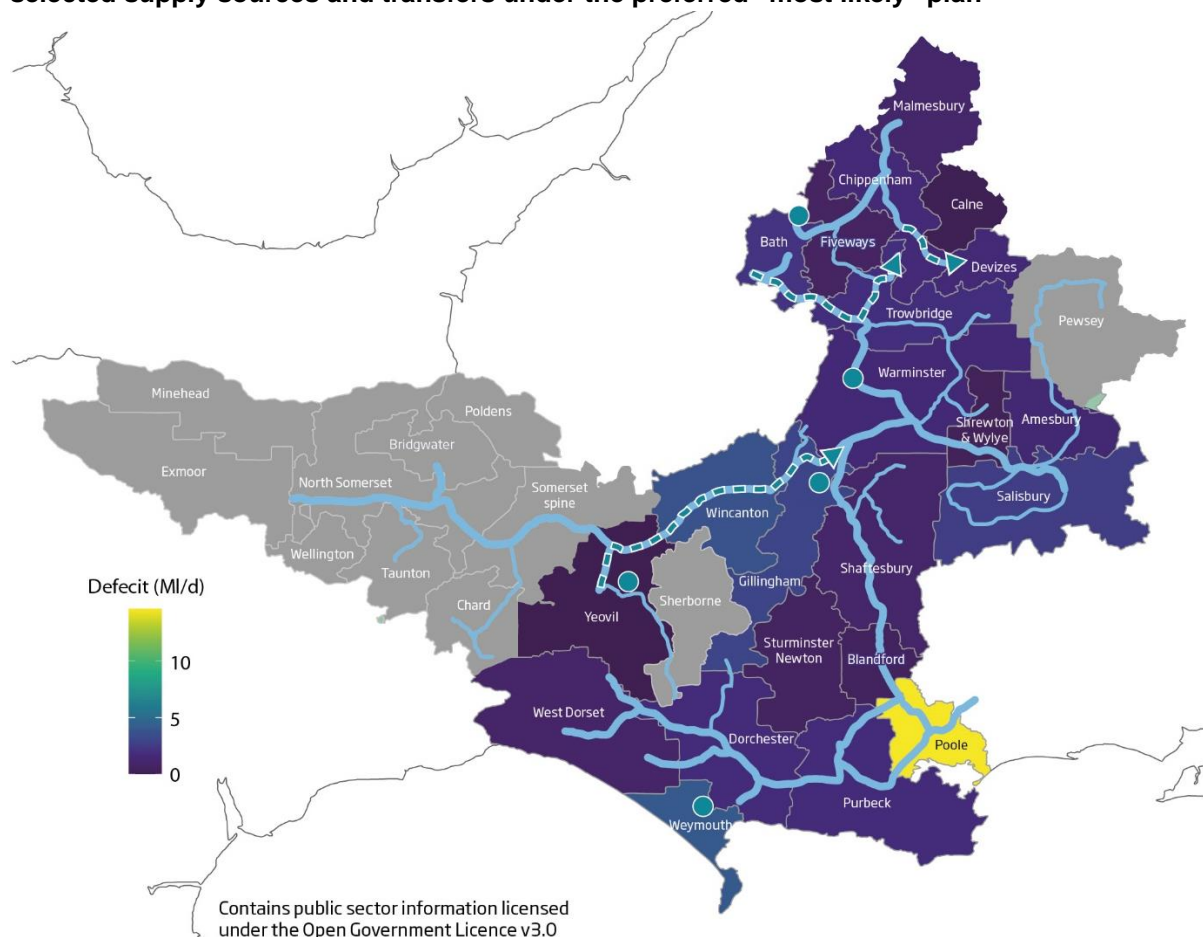 selected supply sources and transfers under the preferred "most likely" plan
Malmesbury
Chippenham
Calne
Bath
Fiveways
Devizes
Trowbridge
Pewsey
Warminster
Minehead
Poldens
Shrewton
& Wylye
Amesbury
Bridgwater
Exmoor
North Somerset
Somerset
spine
Wincanton
Salisbury
Wellington
Taunton
Defecit (Ml/d)
Gillingham
Shaftesbury
Chard
Yeovil
Sherborne
10
Sturminster
Newton
Blandford
5
West Dorset
Dorchester
Poole
0
Purbeck
Weymouth
Contains public sector information licensed
under the Open Government Licence v3.0